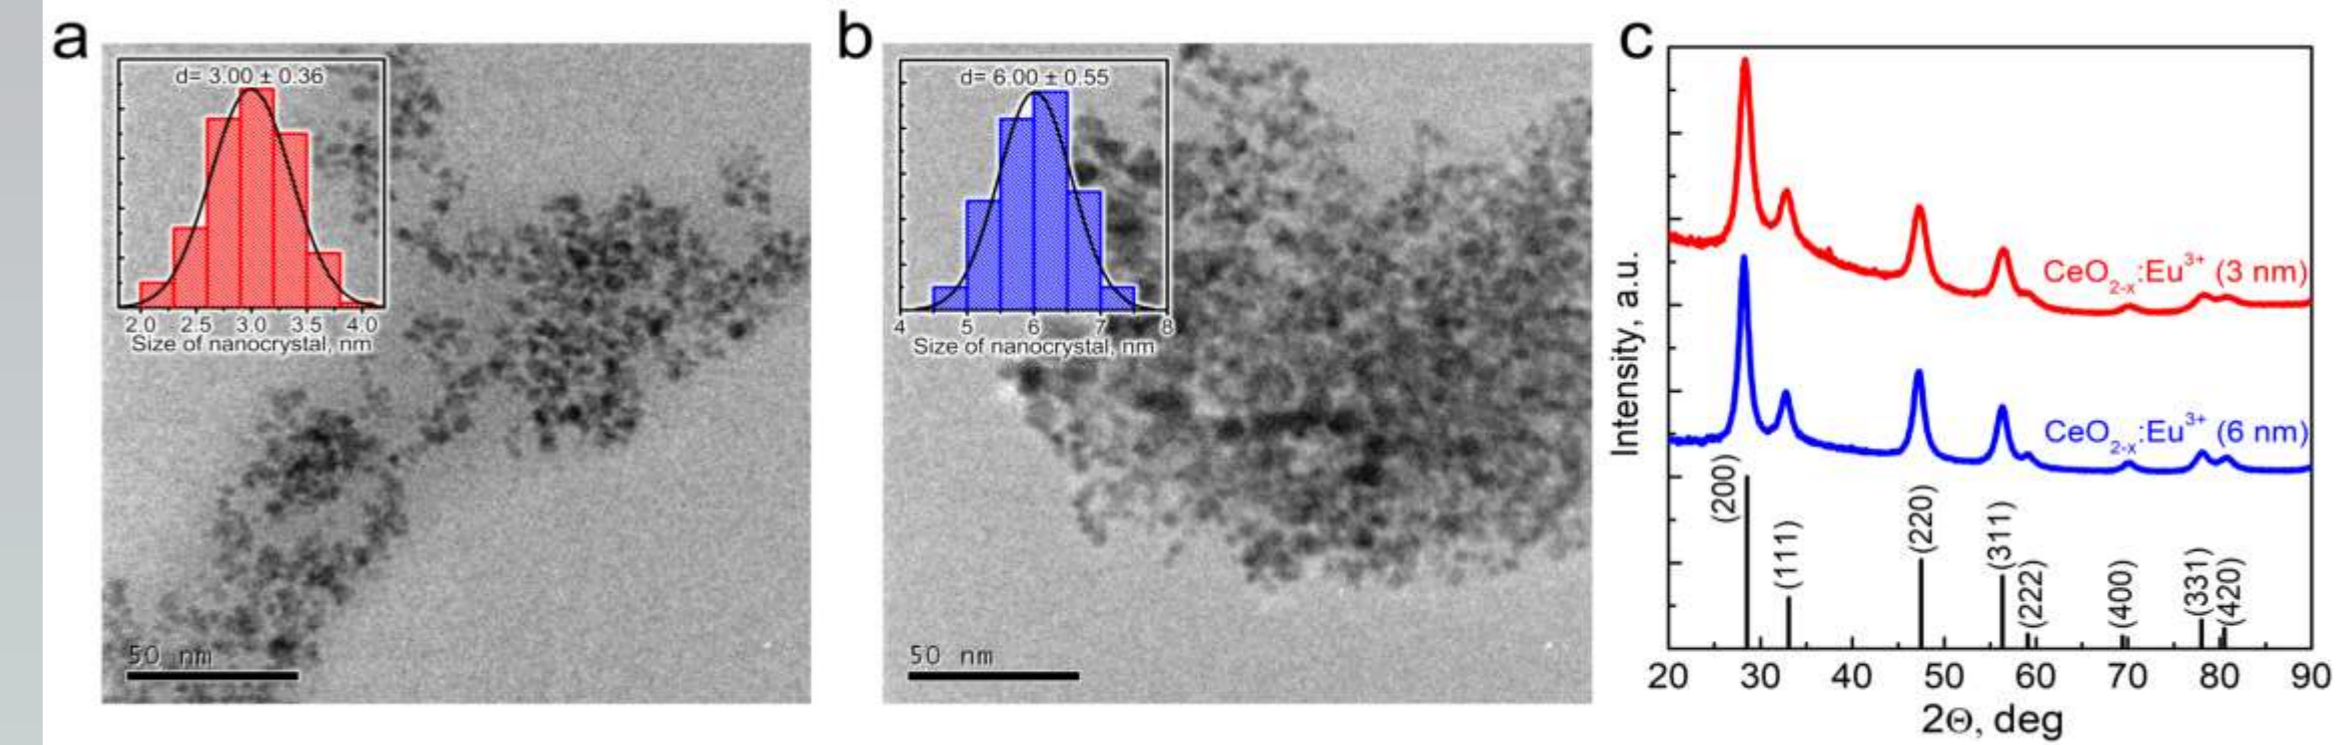 a
d= 3.00 ± 0.36
2.0 2.5 3.0 3.5 4.0
Size of nanocrystal, nm
50 nm
b
d= 6.00 ± 0.55
4 5 6 7 8
Size of nanocrystal, nm
50 nm
c
Intensity, a.u.
CeO2-x:Eu3+ (3 nm)
CeO2-x:Eu3+ (6 nm)
(200)
(111)
(220)
(311)
(222)
(400)
(331)
(420)
20 30 40 50 60 70 80 90
2Θ, deg